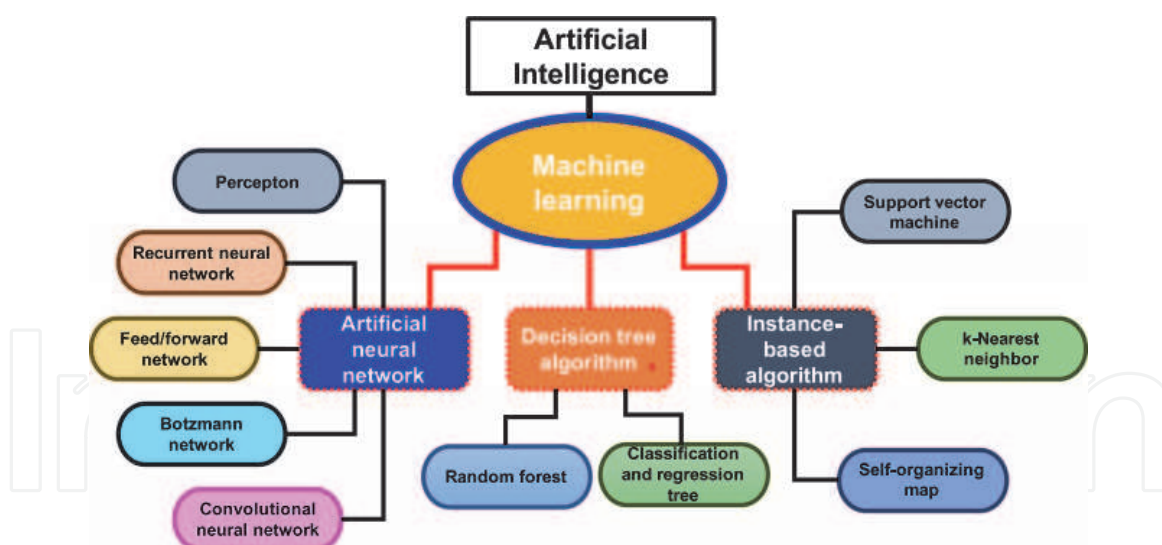 Artificial
Intelligence
Machine
learning
Percepton
Recurrent neural
network
Feed/forward
network
Botzmann
network
Convolutional
neural network
Artificial
neural
network
Decision tree
algorithm
Instance-
based
algorithm
Random forest
Classification
and regression
tree
Support vector
machine
k-Nearest
neighbor
Self-organizing
map